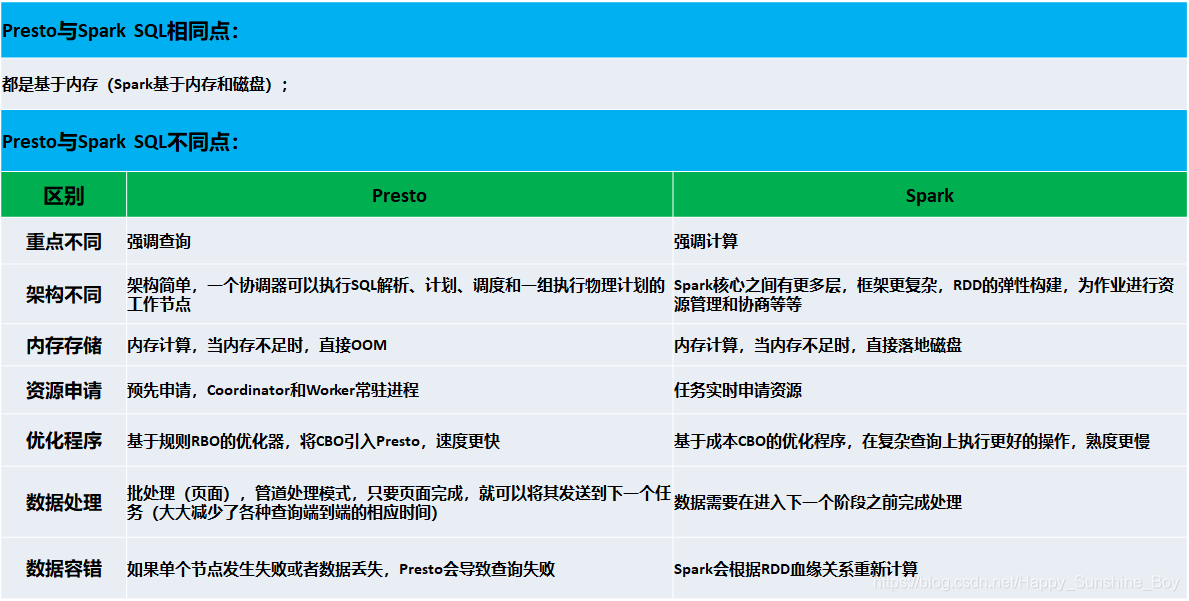 Presto与Spark SQL相同点：
都是基于内存（Spark基于内存和磁盘）；
Presto与Spark SQL不同点：
区别 Presto Spark
重点不同 强调查询 强调计算
架构不同 架构简单，一个协调器可以执行SQL解析、计划、调度和一组执行物理计划的 Spark核心之间有更多层，框架更复杂，RDD的弹性构建，为作业进行资
工作节点 源管理和协商等等
内存存储 内存计算，当内存不足时，直接OOM 内存计算，当内存不足时，直接落地磁盘
资源申请 预先申请，Coordinator和Worker常驻进程 任务实时申请资源
优化程序 基于规则RBO的优化器，将CBO引入Presto，速度更快 基于成本CBO的优化程序，在复杂查询上执行更好的操作，熟度更慢
数据处理 批处理（页面），管道处理模式，只要页面完成，就可以将其发送到下一个任 数据需要在进入下一个阶段之前完成处理
务（大大减少了各种查询端到端的相应时间）
数据容错 如果单个节点发生失败或者数据丢失，Presto会导致查询失败 Spark会根据RDD血缘关系重新计算
https://blog.csdn.net/Happy_Sunshine_Boy